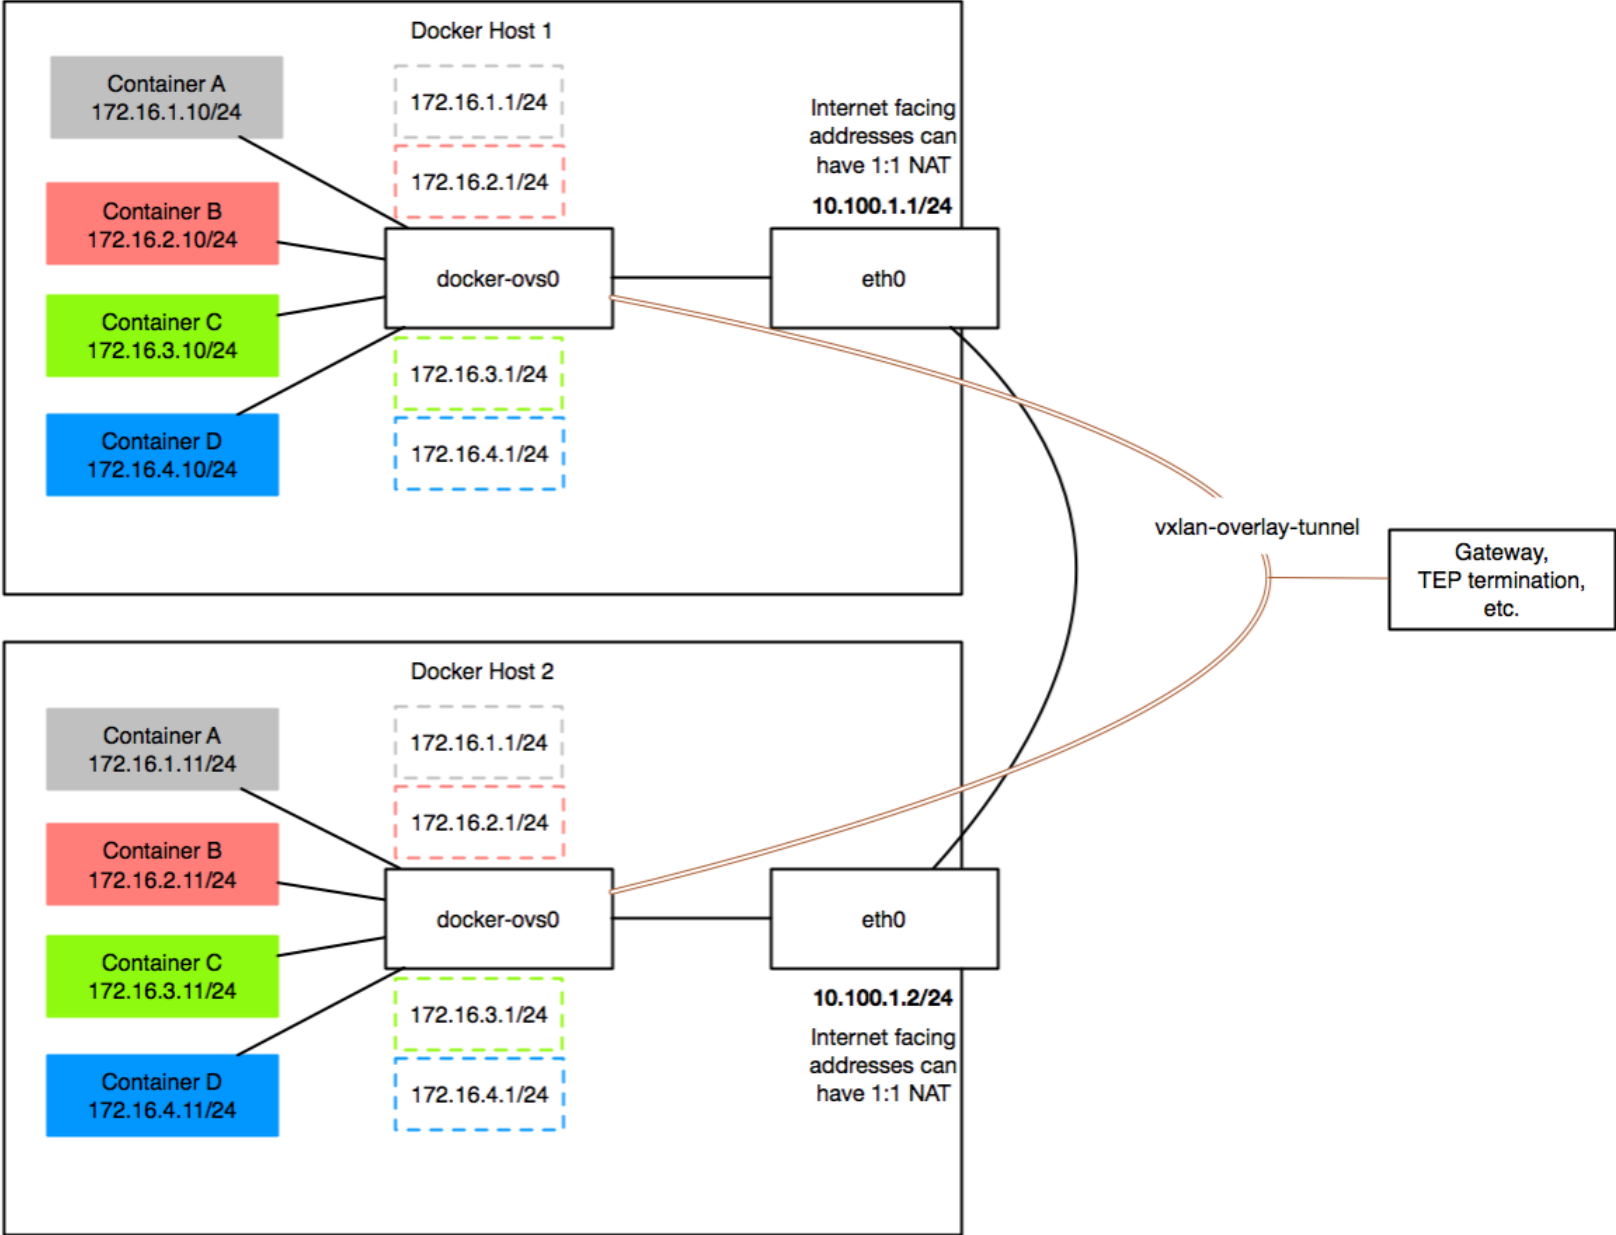 Docker Host 1
Container A
172.16.1.10/24
Container B
172.16.2.10/24
Container C
172.16.3.10/24
Container D
172.16.4.10/24
172.16.1.1/24
172.16.2.1/24
docker-ovs0
172.16.3.1/24
172.16.4.1/24
Internet facing
addresses can
have 1:1 NAT
10.100.1.1/24
eth0
vxlan-overlay-tunnel
Gateway,
TEP termination,
etc.
Docker Host 2
Container A
172.16.1.11/24
Container B
172.16.2.11/24
Container C
172.16.3.11/24
Container D
172.16.4.11/24
172.16.1.1/24
172.16.2.1/24
docker-ovs0
172.16.3.1/24
172.16.4.1/24
eth0
10.100.1.2/24
Internet facing
addresses can
have 1:1 NAT